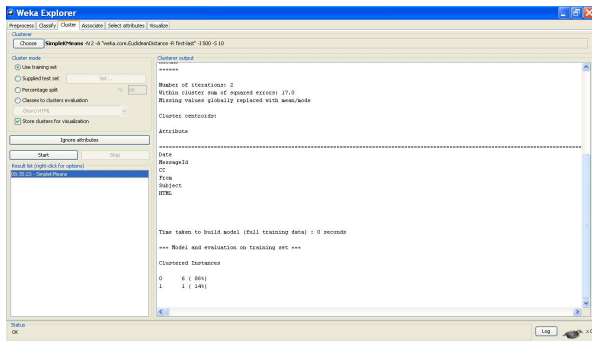 Weka Explorer
Preprocess Classify Cluster Associate Select attributes Visualize
Clusterer
Choose SimpleKMeans -N 2 -A "weka.core.EuclideanDistance -R first-last" -I 500 -S 10
Cluster mode
Use training set
Supplied test set Set...
Percentage split %
Classes to clusters evaluation
(Nom) HTML
Store clusters for visualization
Ignore attributes
Start Stop
Result list (right-click for options)
06:35:23 - SimpleKMeans
Clusterer output
======
Number of iterations: 2
Within cluster sum of squared errors: 17.0
Missing values globally replaced with mean/mode
Cluster centroids:
Attribute
Date
MessageId
CC
From
Subject
HTML
Time taken to build model (full training data) : 0 seconds
=== Model and evaluation on training set ===
Clustered Instances
0 6 ( 86%)
1 1 ( 14%)
Status
OK
Log
x 0